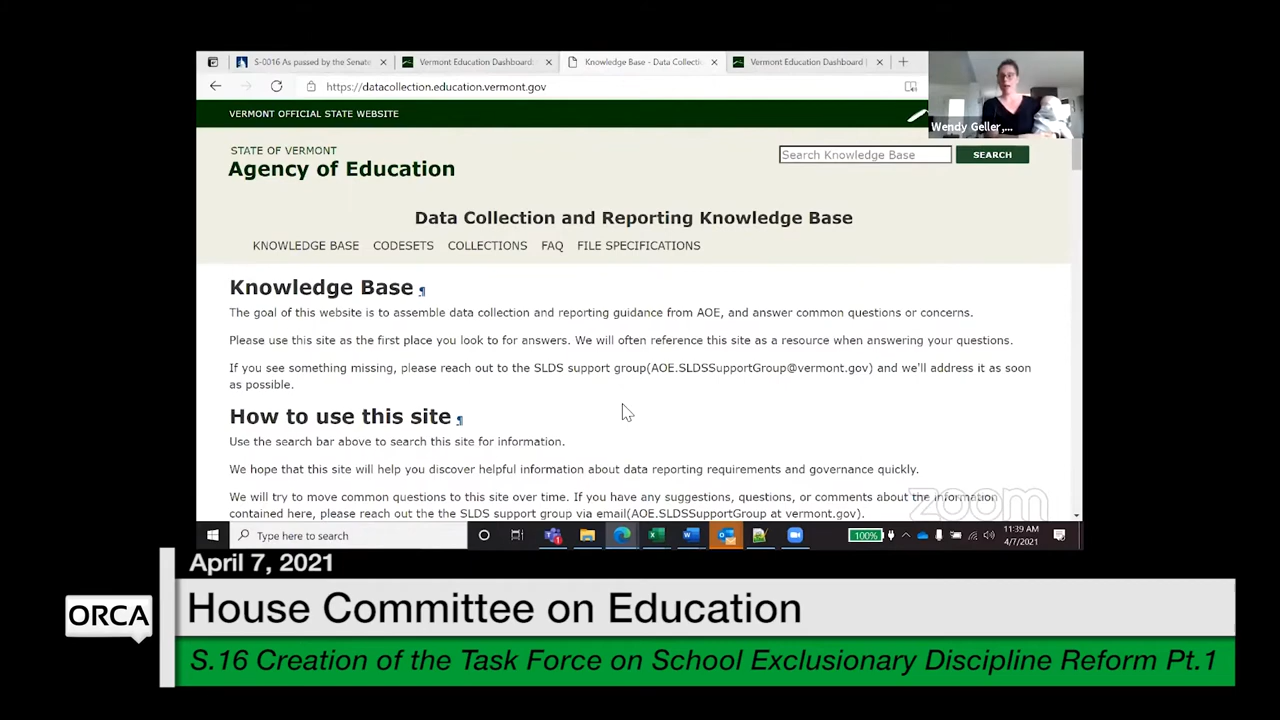 S-0016 As passed by the Senate
Vermont Education Dashboard:
Knowledge Base - Data Collecti
Vermont Education Dashboard |
https://datacollection.education.vermont.gov
VERMONT OFFICIAL STATE WEBSITE
Wendy Geller,...
STATE OF VERMONT
Agency of Education
Search Knowledge Base
SEARCH
Data Collection and Reporting Knowledge Base
KNOWLEDGE BASE CODESETS COLLECTIONS FAQ FILE SPECIFICATIONS
Knowledge Base ¶
The goal of this website is to assemble data collection and reporting guidance from AOE, and answer common questions or concerns.
Please use this site as the first place you look to for answers. We will often reference this site as a resource when answering your questions.
If you see something missing, please reach out to the SLDS support group(AOE.SLDSSupportGroup@vermont.gov) and we'll address it as soon
as possible.
How to use this site ¶
Use the search bar above to search this site for information.
We hope that this site will help you discover helpful information about data reporting requirements and governance quickly.
We will try to move common questions to this site over time. If you have any suggestions, questions, or comments about the information
contained here, please reach out the the SLDS support group via email(AOE.SLDSSupportGroup at vermont.gov).
zoom
Type here to search
100%
11:39 AM
4/7/2021
April 7, 2021
ORCA
House Committee on Education
S.16 Creation of the Task Force on School Exclusionary Discipline Reform Pt.1